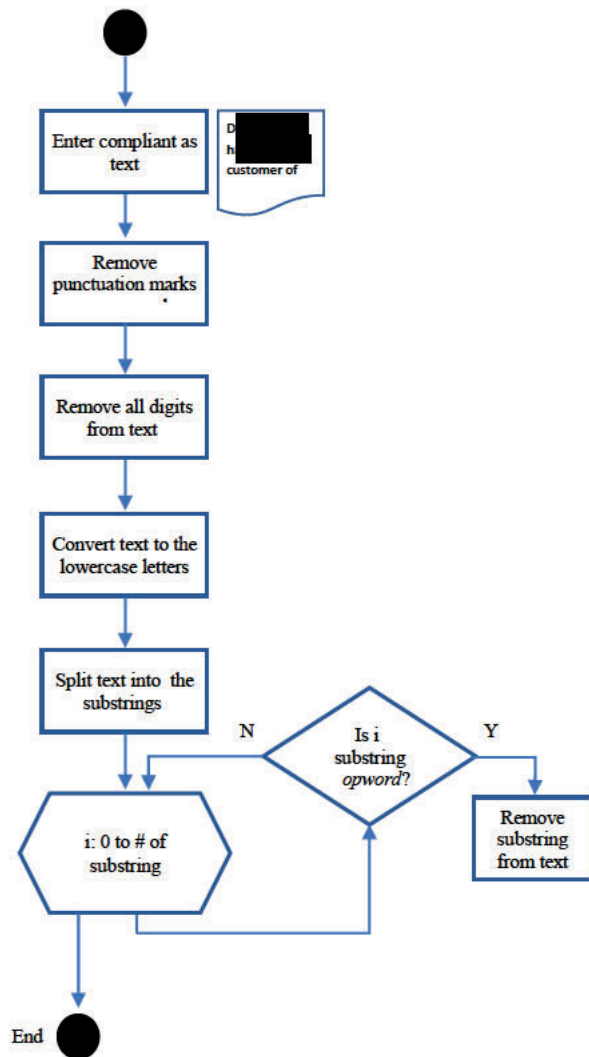 Enter compliant as
text
customer of
Remove
punctuation marks
Remove all digits
from text
Convert text to the
lowercase letters
Split text into the
substrings
N
Is i
substring
opword?
Y
Remove
substring
from text
i: 0 to # of
substring
End